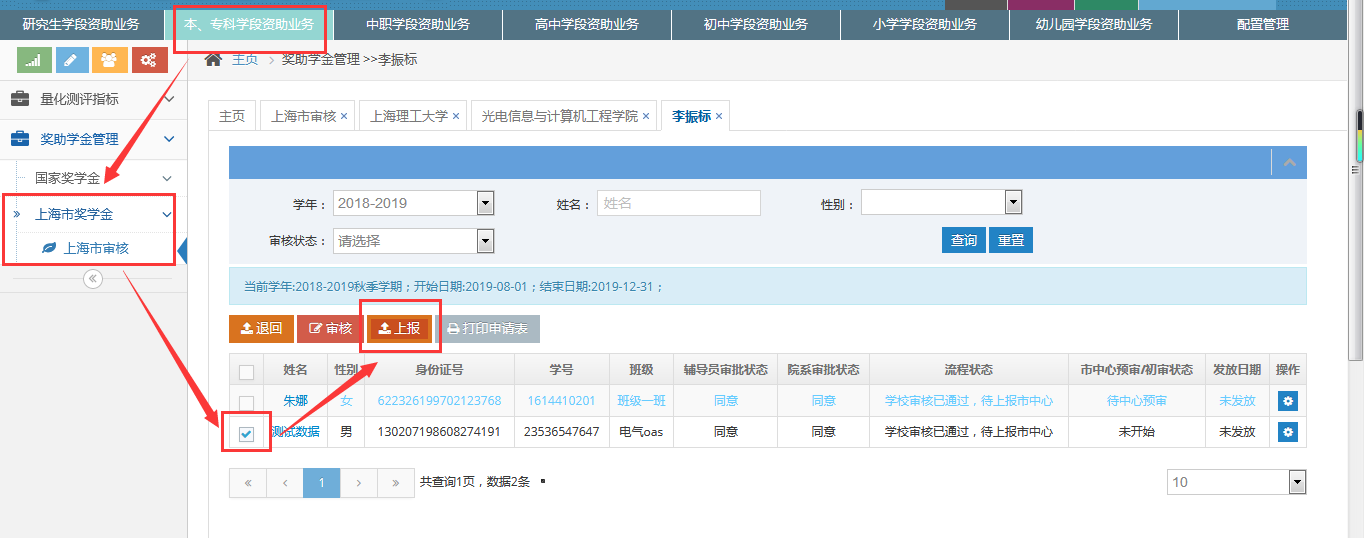 研究生学段资助业务 本、专科学段资助业务 中职学段资助业务 高中学段资助业务 初中学段资助业务 小学学段资助业务 幼儿园学段资助业务 配置管理
主页 > 奖助学金管理 >>李振标
量化测评指标
奖助学金管理
国家奖学金
上海市奖学金
上海市审核
主页 上海市审核 × 上海理工大学 × 光电信息与计算机工程学院 × 李振标 ×
学年： 2018-2019 姓名： 姓名 性别：
审核状态： 请选择 查询 重置
当前学年:2018-2019秋季学期；开始日期:2019-08-01；结束日期:2019-12-31；
退回 审核 上报 打印申请表
姓名 性别 身份证号 学号 班级 辅导员审批状态 院系审批状态 流程状态 市中心预审/初审状态 发放日期 操作
朱娜 女 622326199702123768 1614410201 班级一班 同意 同意 学校审核已通过，待上报市中心 待中心预审 未发放
测试数据 男 130207198608274191 23536547647 电气oas 同意 同意 学校审核已通过，待上报市中心 未开始 未发放
« ‹ 1 › » 共查询1页，数据2条 10